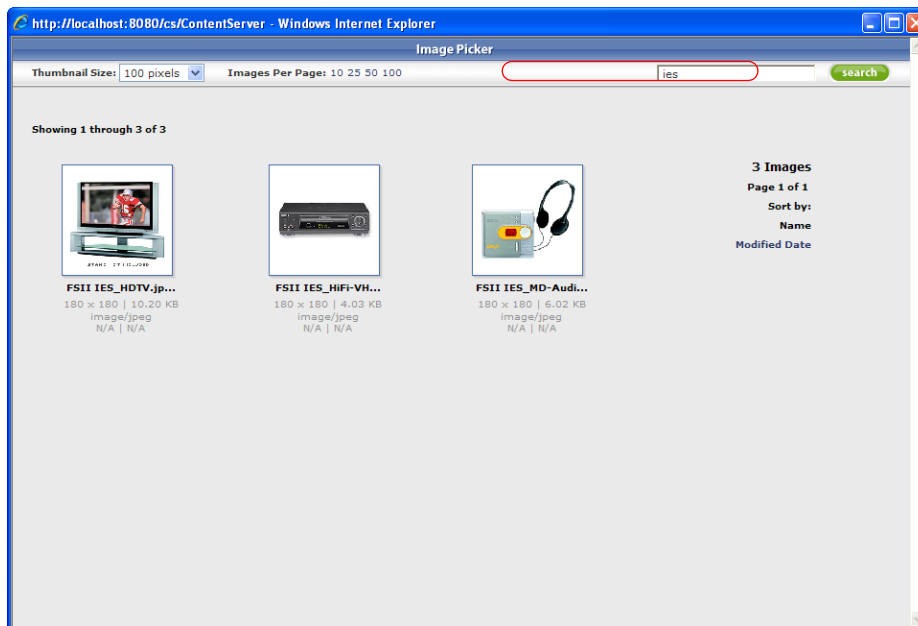 http://localhost:8080/cs/ContentServer - Windows Internet Explorer
Image Picker
Thumbnail Size: 100 pixels Images Per Page: 10 25 50 100 ies search
Showing 1 through 3 of 3
3 Images
Page 1 of 1
Sort by:
Name
Modified Date
FSII IES_HDTV.jp... FSII IES_HiFi-VH... FSII IES_MD-Audi...
180 x 180 | 10.20 KB 180 x 180 | 4.03 KB 180 x 180 | 6.02 KB
image/jpeg image/jpeg image/jpeg
N/A | N/A N/A | N/A N/A | N/A